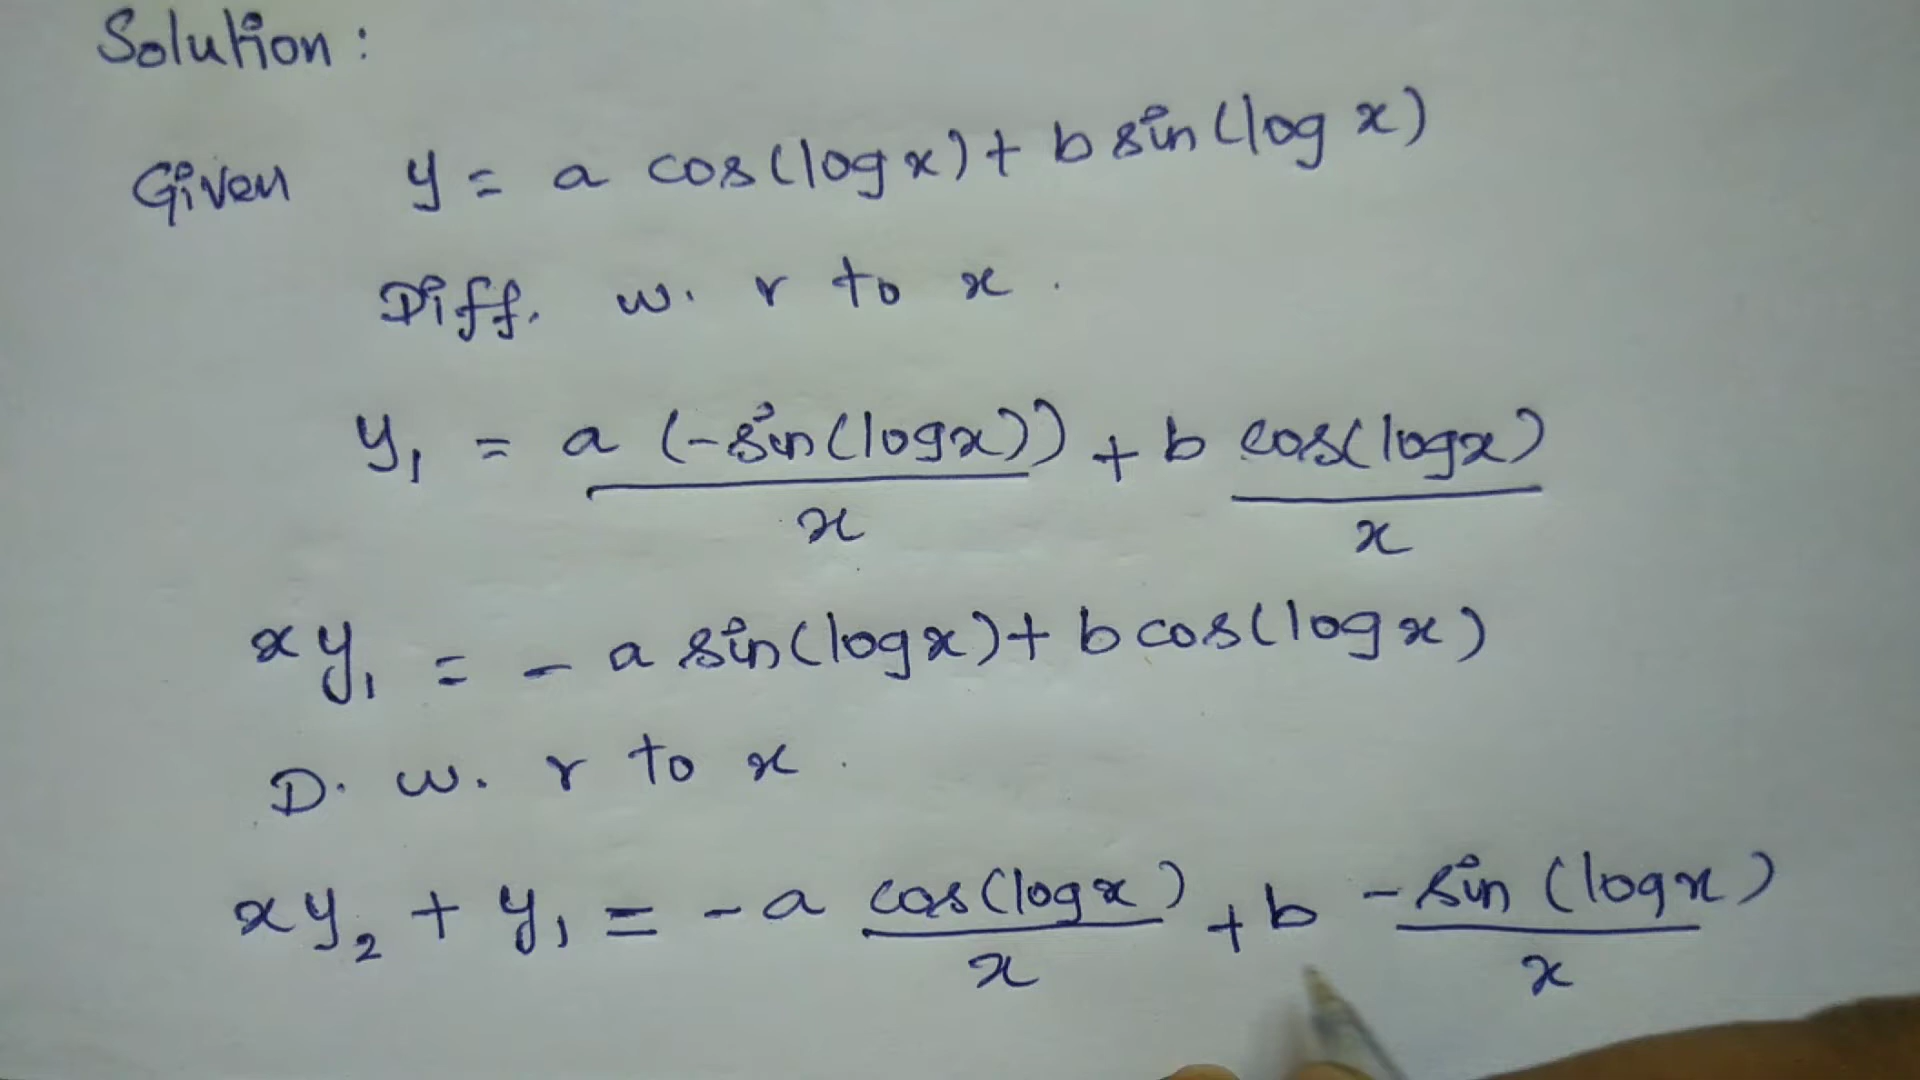 Solution :
Given y = a cos(log x) + b sin(log x)
Diff. w. r to x .
y₁ = a (-sin(log x))/x + b cos(log x)/x
xy₁ = - a sin(log x) + b cos(log x)
D. w. r to x .
xy₂ + y₁ = - a cos(log x)/x + b - sin (log x)/x